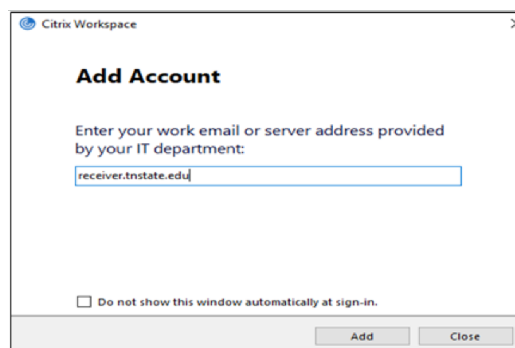 Citrix Workspace
Add Account
Enter your work email or server address provided
by your IT department:
receiver.tnstate.edu
Do not show this window automatically at sign-in.
Add
Close